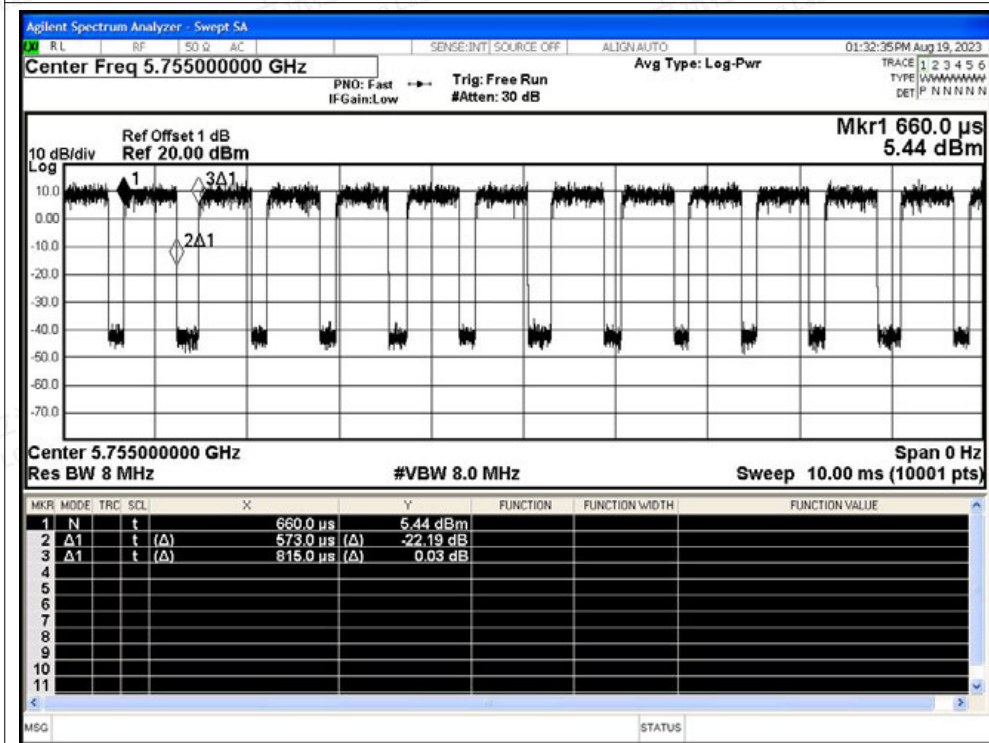 Agilent Spectrum Analyzer - Swept SA
RL RF 50 Ω AC SENSE:INT SOURCE OFF ALIGN AUTO 01:32:35 PM Aug 19, 2023
Center Freq 5.755000000 GHz
PNO: Fast
IFGain:Low
Trig: Free Run
#Atten: 30 dB
Avg Type: Log-Pwr
TRACE 1 2 3 4 5 6
TYPE WWWWWW
DET P N N N N N
Mkr1 660.0 µs
5.44 dBm
Ref Offset 1 dB
10 dB/div Ref 20.00 dBm
Log
10.0
0.00
-10.0
-20.0
-30.0
-40.0
-50.0
-60.0
-70.0
1
3Δ1
2Δ1
Center 5.755000000 GHz Span 0 Hz
Res BW 8 MHz #VBW 8.0 MHz Sweep 10.00 ms (10001 pts)
MKR MODE TRC SCL X Y FUNCTION FUNCTION WIDTH FUNCTION VALUE
1 N t 660.0 µs 5.44 dBm
2 Δ1 t (Δ) 573.0 µs (Δ) -22.19 dB
3 Δ1 t (Δ) 815.0 µs (Δ) 0.03 dB
4
5
6
7
8
9
10
11
MSG STATUS